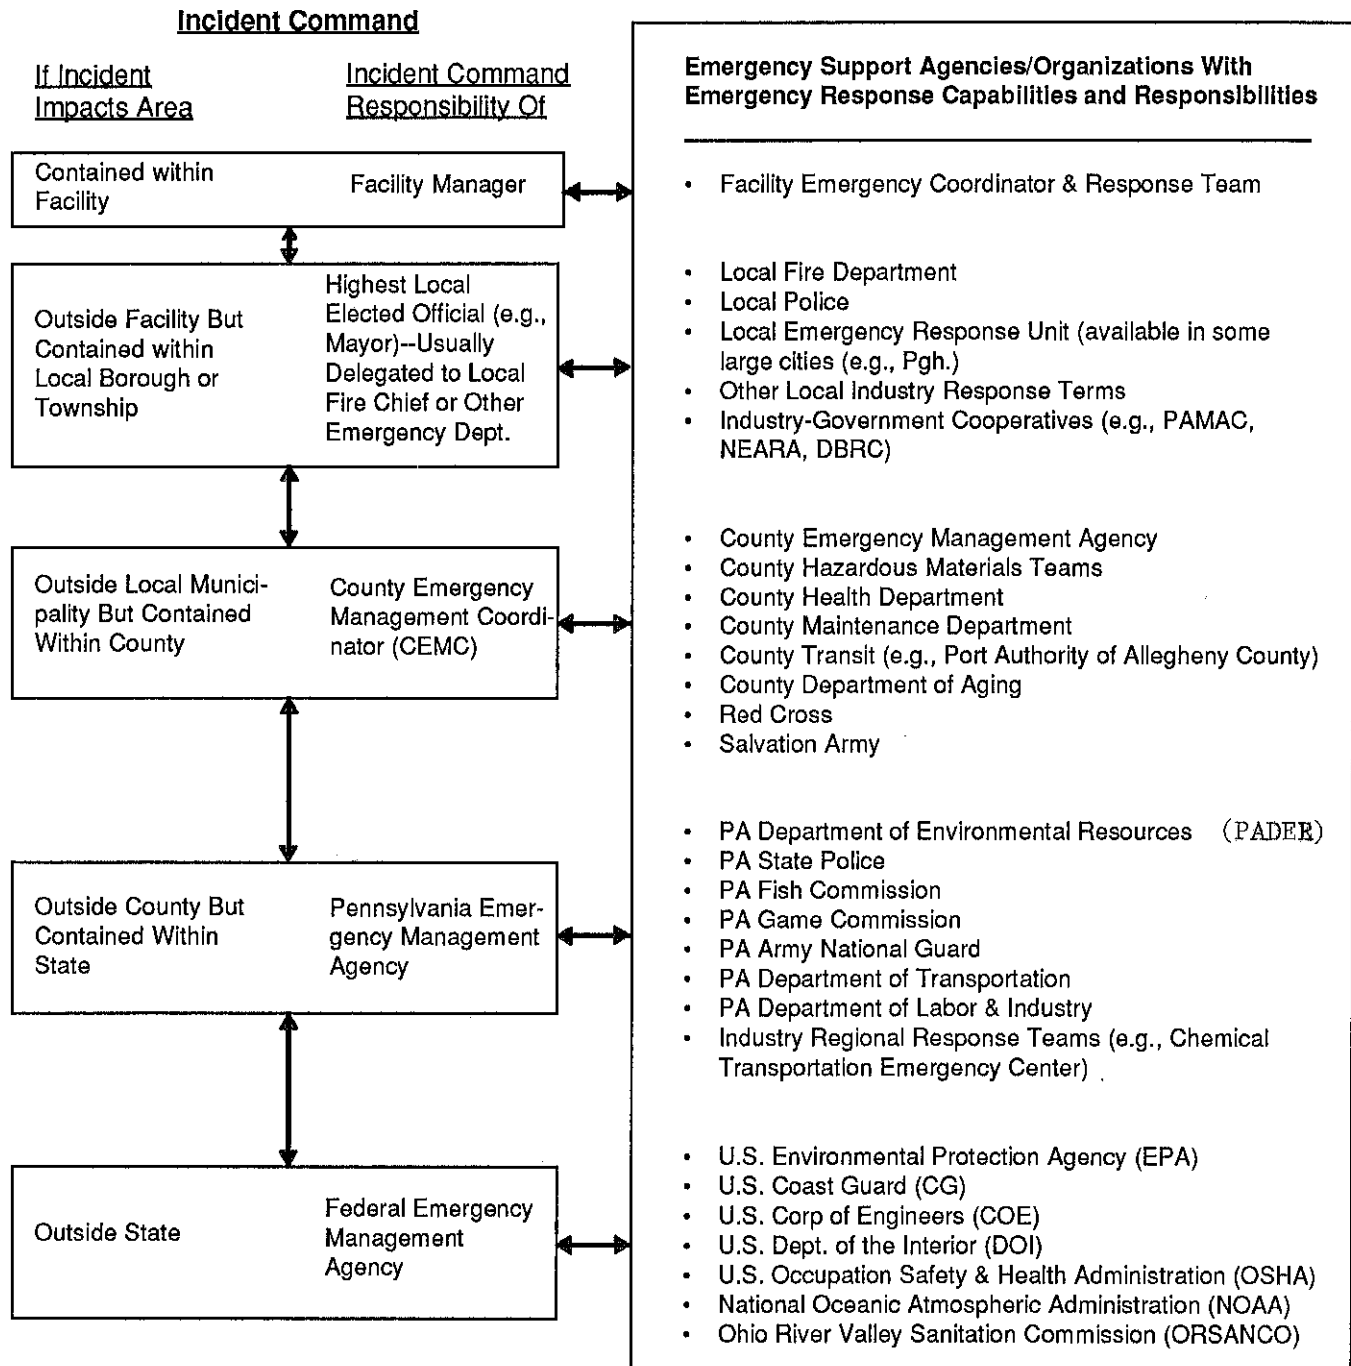 Incident Command
If Incident
Impacts Area
Incident Command
Responsibility Of
Contained within
Facility
Facility Manager
Outside Facility But
Contained within
Local Borough or
Township
Highest Local
Elected Official (e.g.,
Mayor)--Usually
Delegated to Local
Fire Chief or Other
Emergency Dept.
Outside Local Munici-
pality But Contained
Within County
County Emergency
Management Coordi-
nator (CEMC)
Outside County But
Contained Within
State
Pennsylvania Emer-
gency Management
Agency
Outside State
Federal Emergency
Management
Agency
Emergency Support Agencies/Organizations With
Emergency Response Capabilities and Responsibilities
• Facility Emergency Coordinator & Response Team
• Local Fire Department
• Local Police
• Local Emergency Response Unit (available in some
large cities (e.g., Pgh.)
• Other Local Industry Response Terms
• Industry-Government Cooperatives (e.g., PAMAC,
NEARA, DBRC)
• County Emergency Management Agency
• County Hazardous Materials Teams
• County Health Department
• County Maintenance Department
• County Transit (e.g., Port Authority of Allegheny County)
• County Department of Aging
• Red Cross
• Salvation Army
• PA Department of Environmental Resources (PADER)
• PA State Police
• PA Fish Commission
• PA Game Commission
• PA Army National Guard
• PA Department of Transportation
• PA Department of Labor & Industry
• Industry Regional Response Teams (e.g., Chemical
Transportation Emergency Center)
• U.S. Environmental Protection Agency (EPA)
• U.S. Coast Guard (CG)
• U.S. Corp of Engineers (COE)
• U.S. Dept. of the Interior (DOI)
• U.S. Occupation Safety & Health Administration (OSHA)
• National Oceanic Atmospheric Administration (NOAA)
• Ohio River Valley Sanitation Commission (ORSANCO)